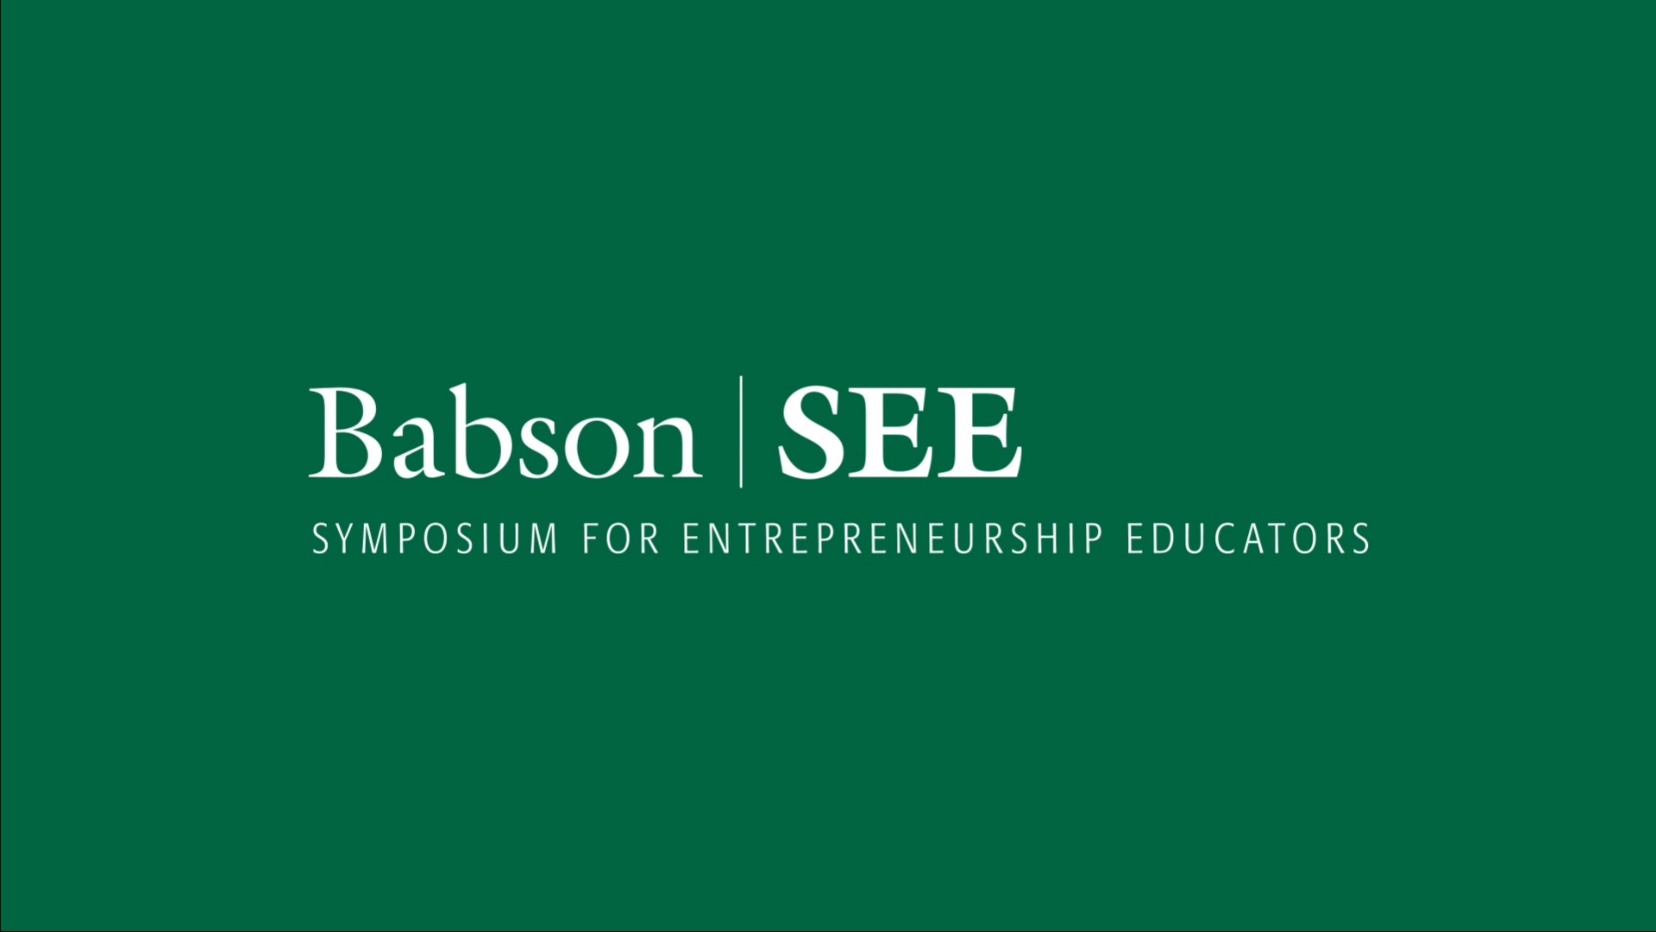 Babson | SEE
SYMPOSIUM FOR ENTREPRENEURSHIP EDUCATORS